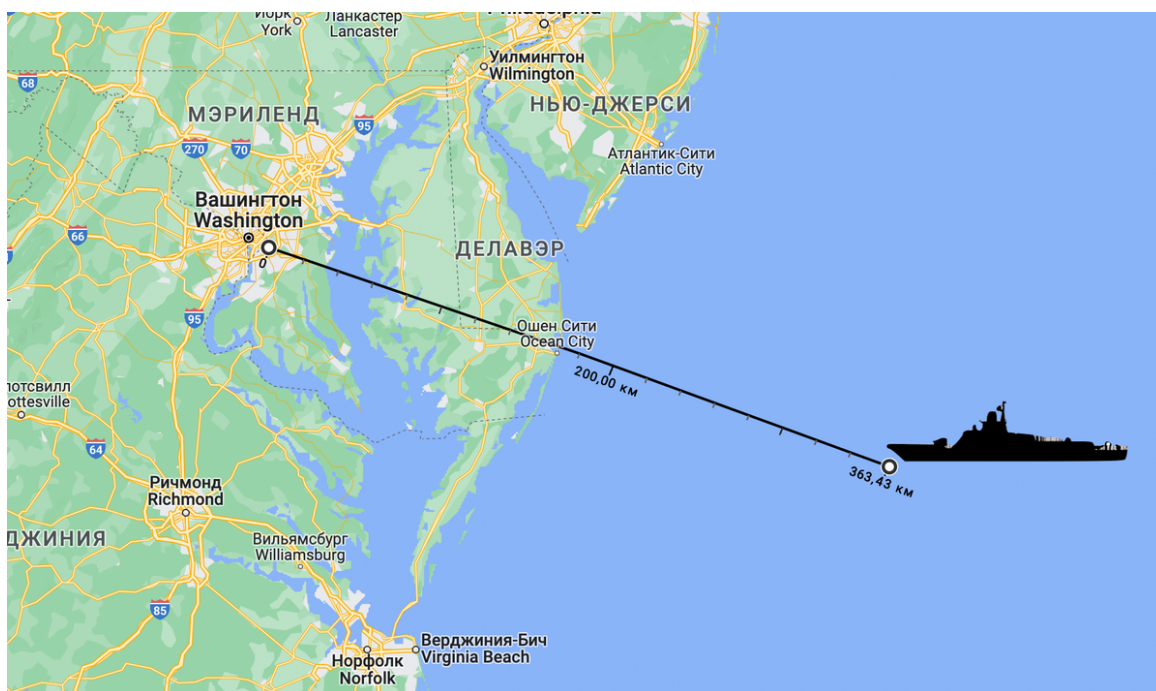 Йорк
York
Ланкастер
Lancaster
Philadelphia
Уилмингтон
Wilmington
68
МЭРИЛЕНД
95
НЬЮ-ДЖЕРСИ
270
70
Атлантик-Сити
Atlantic City
Вашингтон
Washington
66
ДЕЛАВЭР
0
95
Ошен Сити
Ocean City
200,00 км
лотсвилл
ottesville
64
363,43 км
Ричмонд
Richmond
ДЖИНИЯ
Вильямсбург
Williamsburg
85
Верджиния-Бич
Virginia Beach
Норфолк
Norfolk